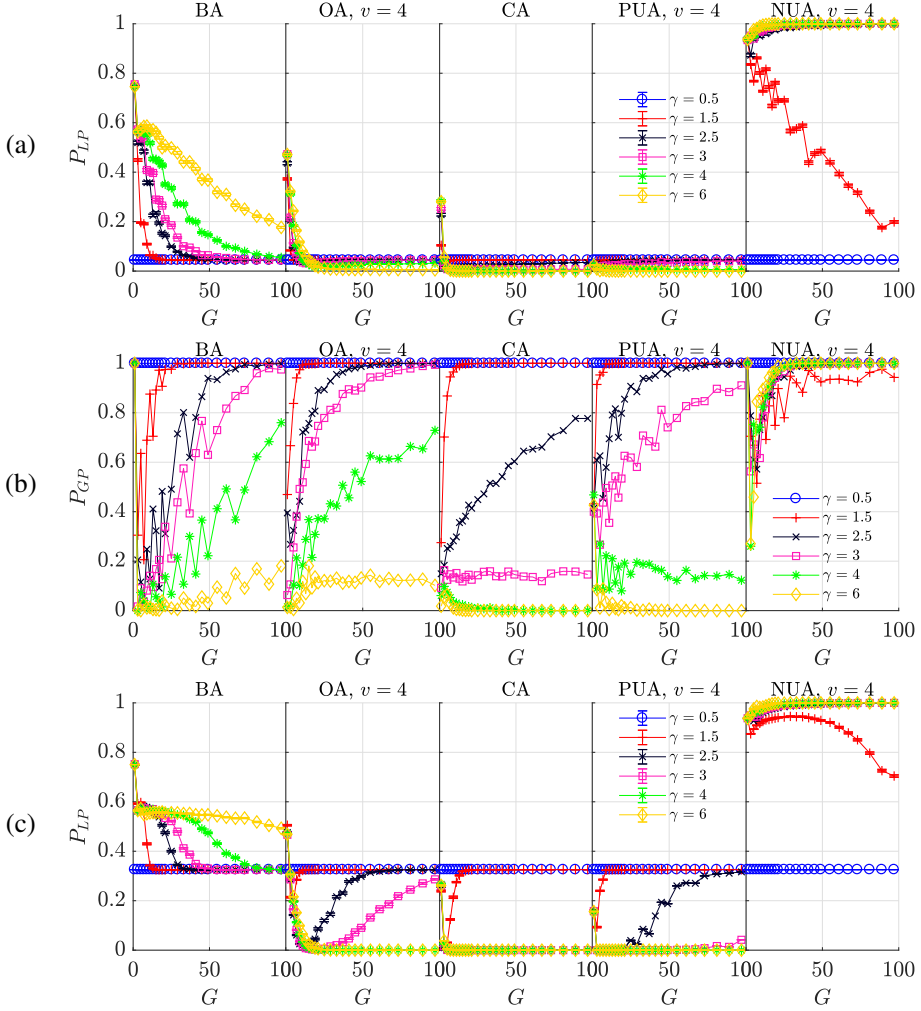 BA OA, v = 4 CA PUA, v = 4 NUA, v = 4
1
0.8
0.6
0.4
0.2
0
P_LP
(a)
γ = 0.5
γ = 1.5
γ = 2.5
γ = 3
γ = 4
γ = 6
0 50 100 50 100 50 100 50 100 50 100
G G G G G
BA OA, v = 4 CA PUA, v = 4 NUA, v = 4
1
0.8
0.6
0.4
0.2
0
P_GP
(b)
γ = 0.5
γ = 1.5
γ = 2.5
γ = 3
γ = 4
γ = 6
0 50 100 50 100 50 100 50 100 50 100
G G G G G
BA OA, v = 4 CA PUA, v = 4 NUA, v = 4
1
0.8
0.6
0.4
0.2
0
P_LP
(c)
γ = 0.5
γ = 1.5
γ = 2.5
γ = 3
γ = 4
γ = 6
0 50 100 50 100 50 100 50 100 50 100
G G G G G